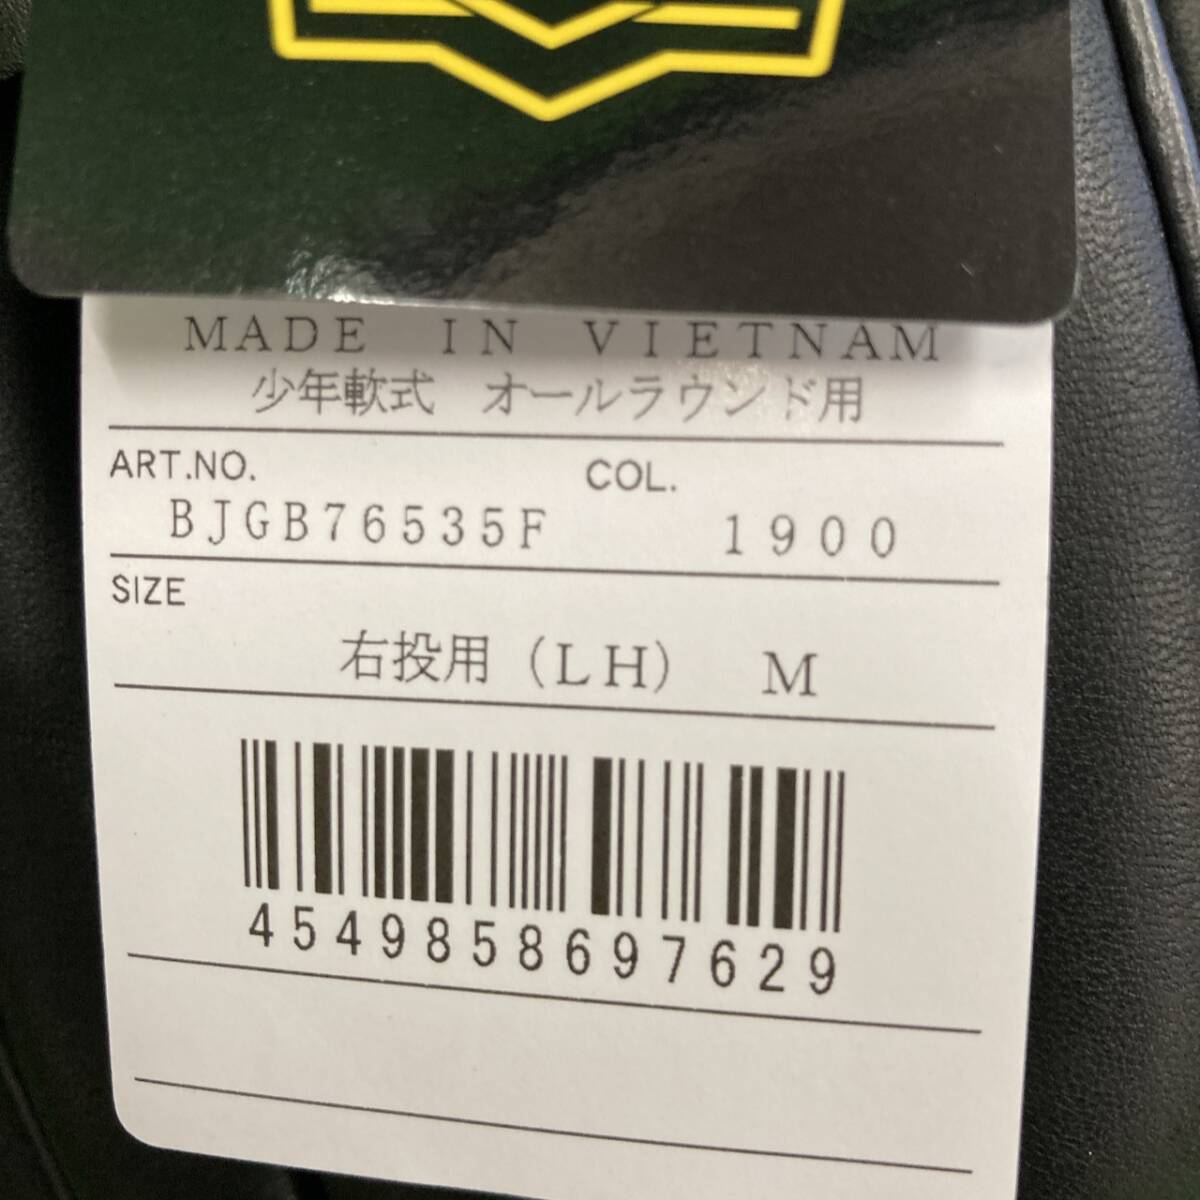 MADE IN VIETNAM
少年軟式 オールラウンド用
ART.NO. COL.
BJGB76535F 1900
SIZE
右投用(LH) M
4549858697629